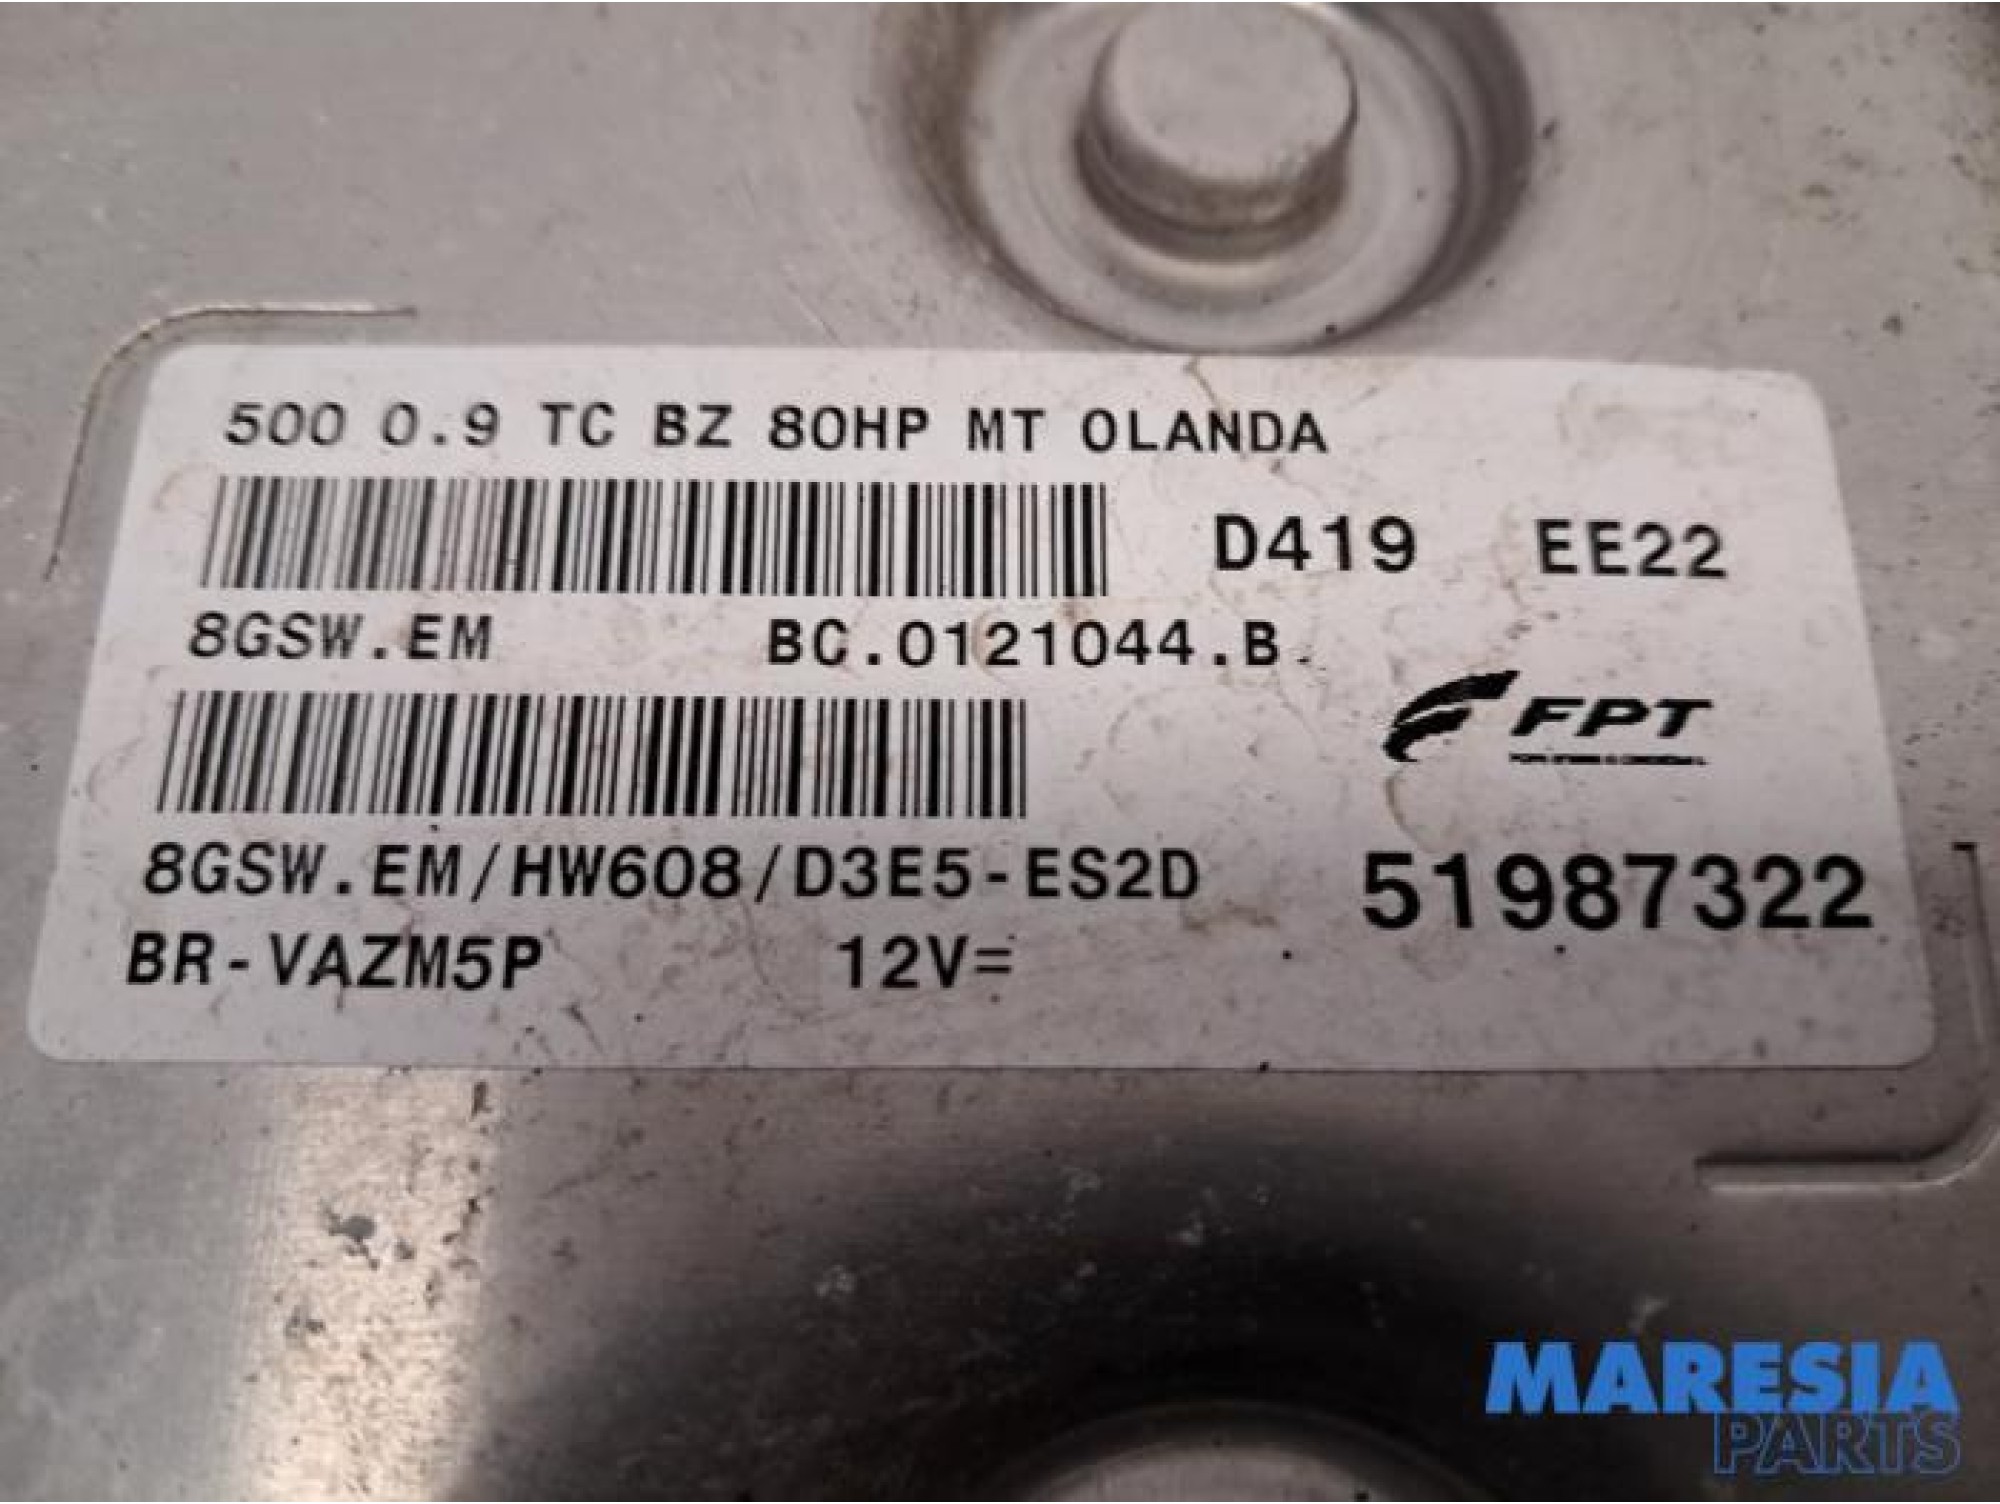 500 0.9 TC BZ 80HP MT OLANDA
D419 EE22
8GSW.EM BC.0121044.B
FPT
8GSW.EM/HW608/D3E5-ES2D
51987322
BR-VAZM5P 12V=
MARESIA
PARTS